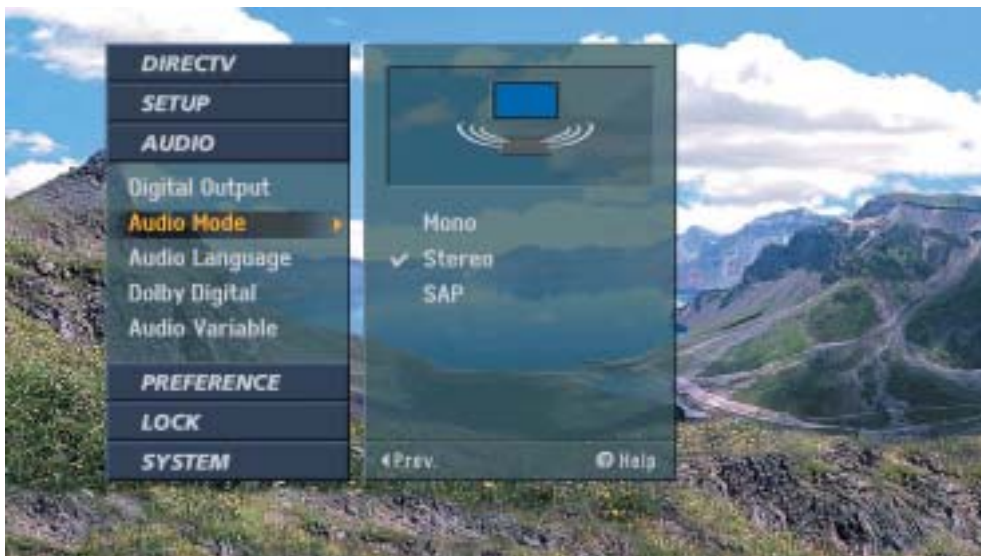 DIRECTV
SETUP
AUDIO
Digital Output
Audio Mode
Audio Language
Dolby Digital
Audio Variable
PREFERENCE
LOCK
SYSTEM
Mono
Stereo
SAP
Prev.
Help